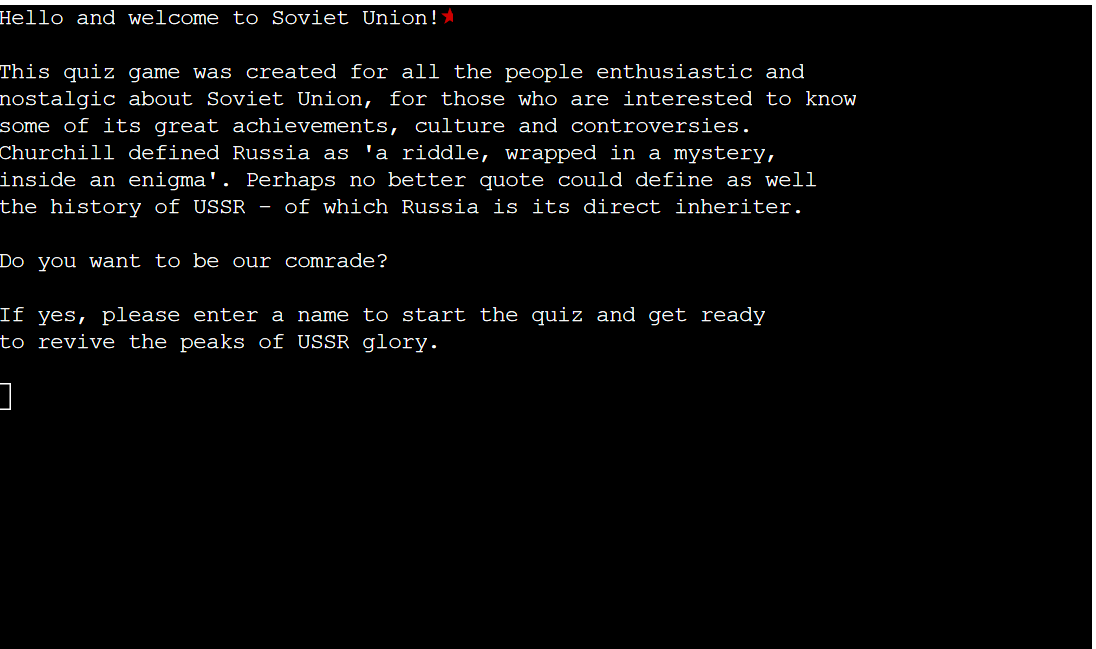 Hello and welcome to Soviet Union!
This quiz game was created for all the people enthusiastic and
nostalgic about Soviet Union, for those who are interested to know
some of its great achievements, culture and controversies.
Churchill defined Russia as 'a riddle, wrapped in a mystery,
inside an enigma'. Perhaps no better quote could define as well
the history of USSR – of which Russia is its direct inheriter.
Do you want to be our comrade?
If yes, please enter a name to start the quiz and get ready
to revive the peaks of USSR glory.